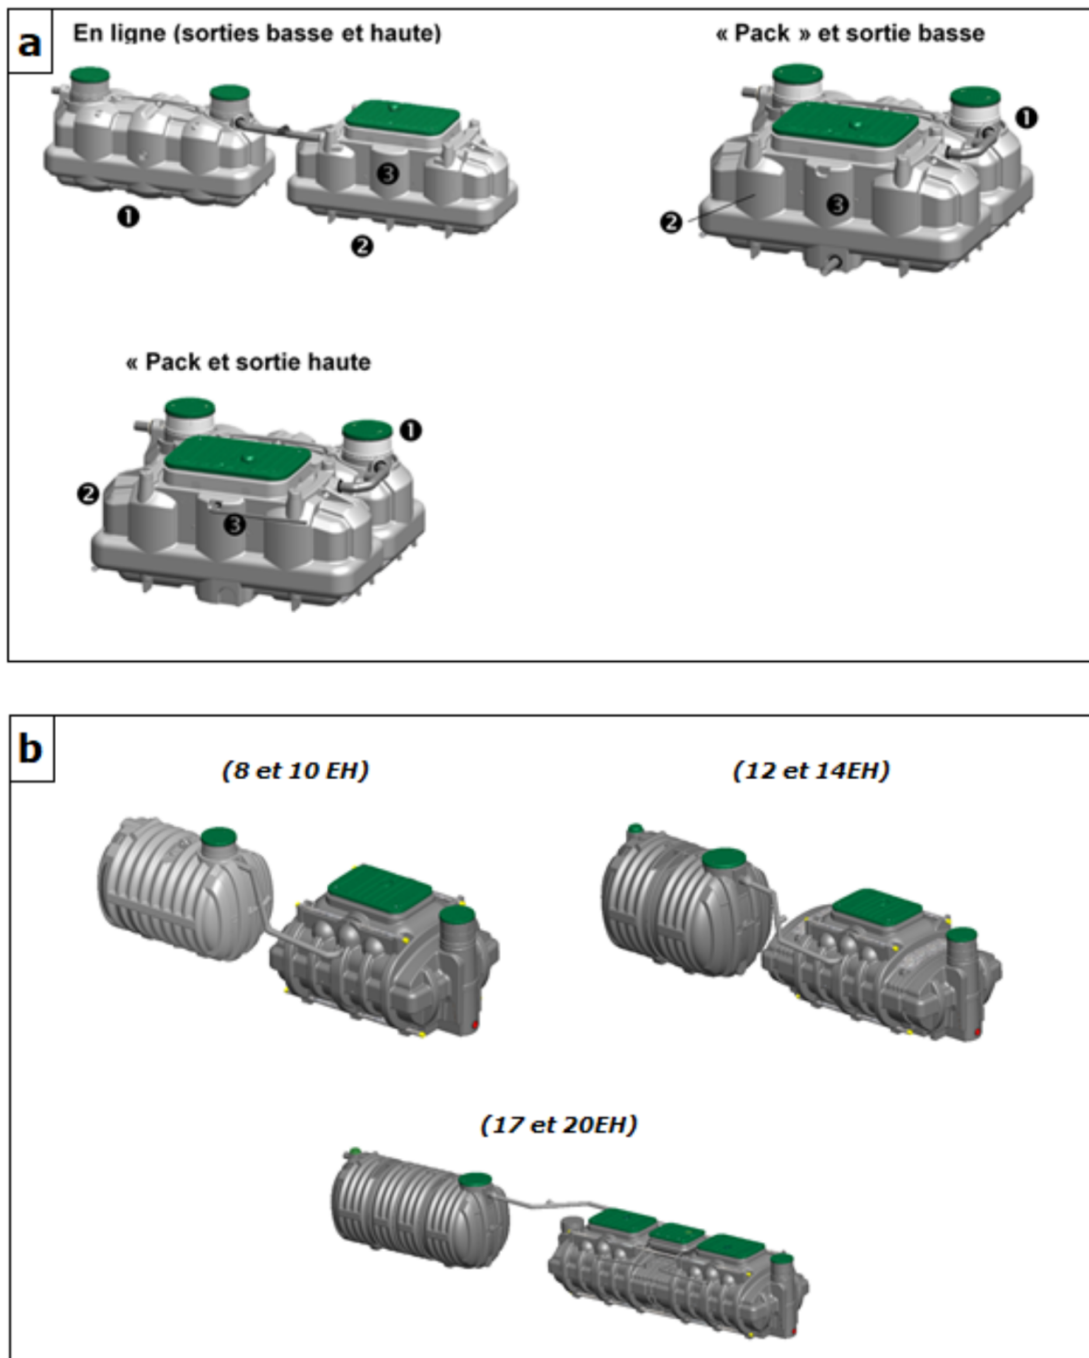 a
En ligne (sorties basse et haute)
« Pack » et sortie basse
❶
❸
❷
❶
❷
❸
« Pack et sortie haute
❶
❷
❸
b
(8 et 10 EH)
(12 et 14EH)
(17 et 20EH)